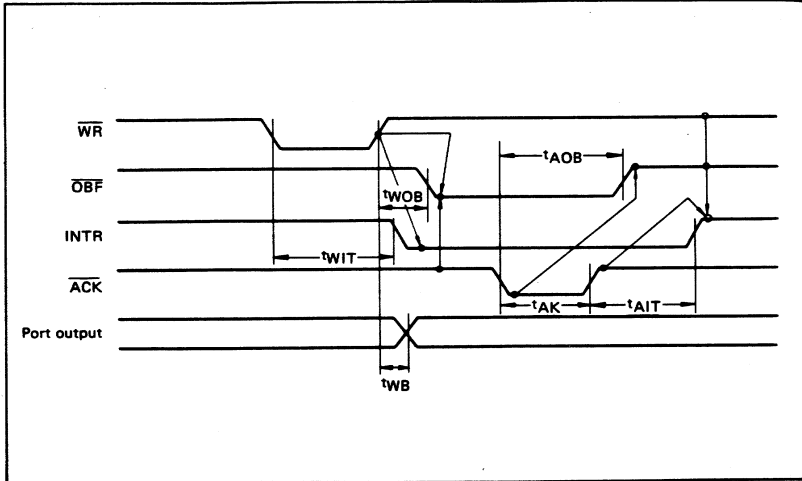 WR
tAOB
OBF
tWOB
INTR
tWIT
ACK
tAK
tAIT
Port output
tWB